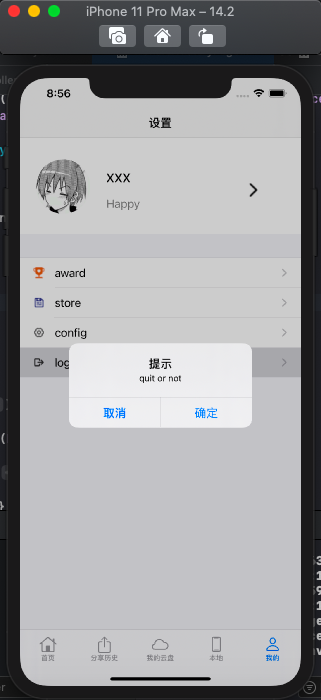 iPhone 11 Pro Max – 14.2
8:56
设置
XXX
Happy
award
store
config
log
提示
quit or not
取消
确定
首页
分享历史
我的云盘
本地
我的